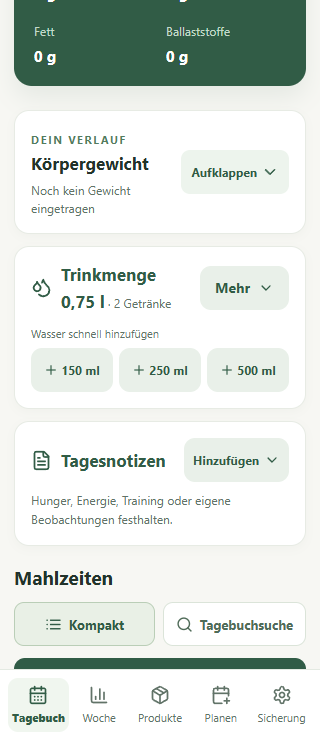 Fett Ballaststoffe
0 g 0 g
DEIN VERLAUF
Körpergewicht
Noch kein Gewicht
eingetragen
Aufklappen
Trinkmenge
0,75 l · 2 Getränke
Mehr
Wasser schnell hinzufügen
+ 150 ml + 250 ml + 500 ml
Tagesnotizen
Hinzufügen
Hunger, Energie, Training oder eigene
Beobachtungen festhalten.
Mahlzeiten
Kompakt Tagebuchsuche
Tagebuch Woche Produkte Planen Sicherung